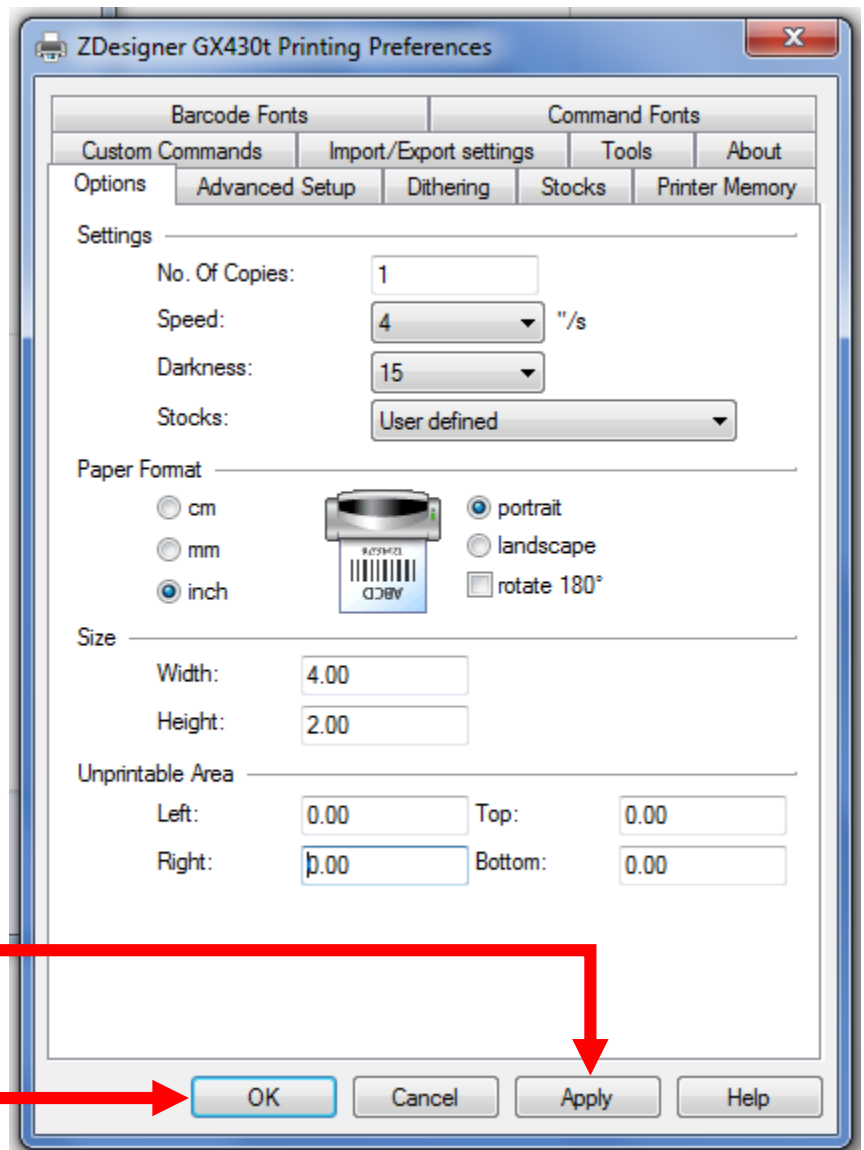 ZDesigner GX430t Printing Preferences
Barcode Fonts Command Fonts
Custom Commands Import/Export settings Tools About
Options Advanced Setup Dithering Stocks Printer Memory
Settings
No. Of Copies: 1
Speed: 4 "/s
Darkness: 15
Stocks: User defined
Paper Format
cm portrait
mm landscape
inch rotate 180°
ABCD
Size
Width: 4.00
Height: 2.00
Unprintable Area
Left: 0.00 Top: 0.00
Right: 0.00 Bottom: 0.00
OK Cancel Apply Help